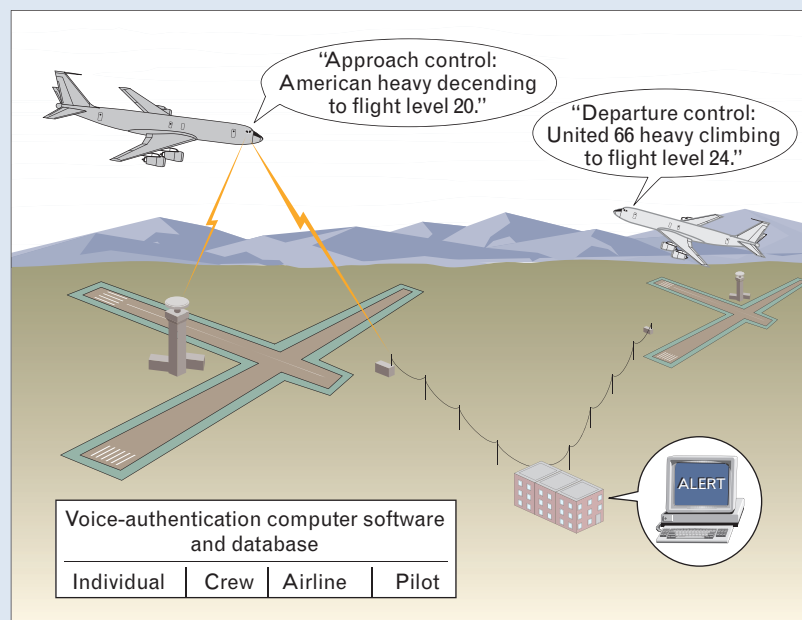 “Approach control:
American heavy decending
to flight level 20.”
“Departure control:
United 66 heavy climbing
to flight level 24.”
ALERT
Voice-authentication computer software
and database
Individual Crew Airline Pilot